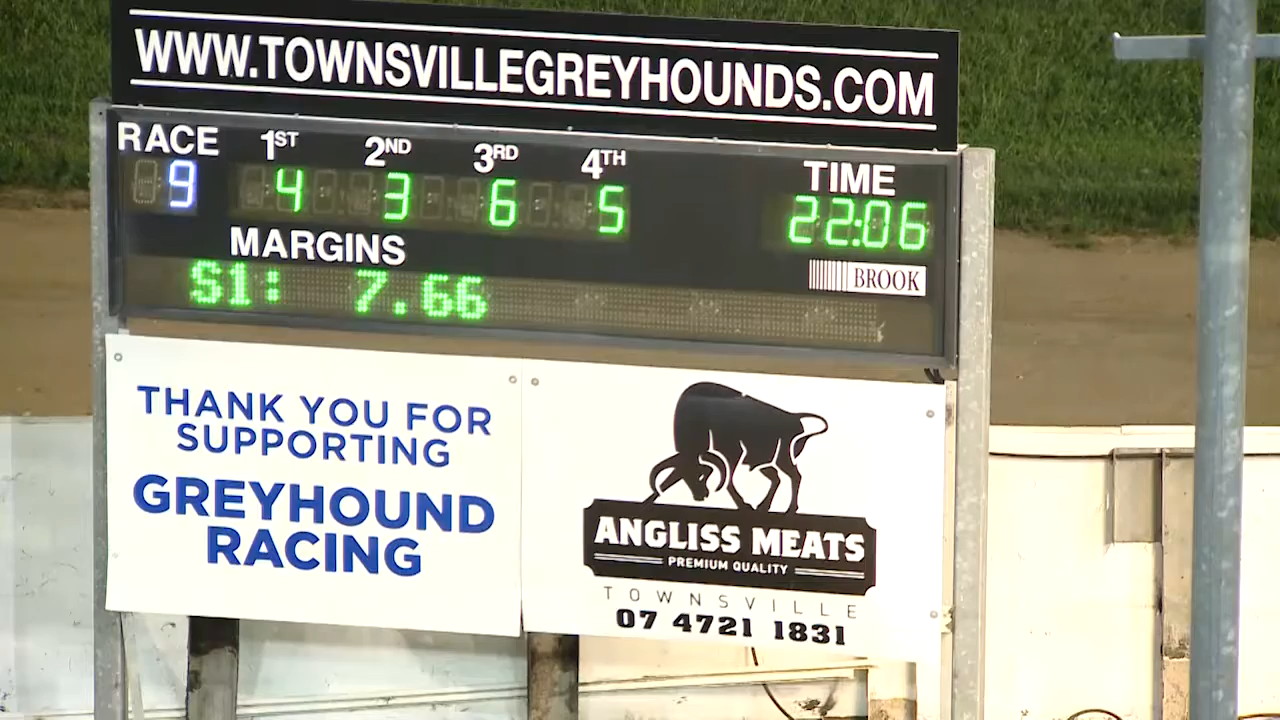 WWW.TOWNSVILLEGREYHOUNDS.COM
RACE 1ST 2ND 3RD 4TH TIME
9 4 3 6 5 22:06
MARGINS
BROOK
S1: 7.66
THANK YOU FOR
SUPPORTING
GREYHOUND
RACING
ANGLISS MEATS
PREMIUM QUALITY
TOWNSVILLE
07 4721 1831